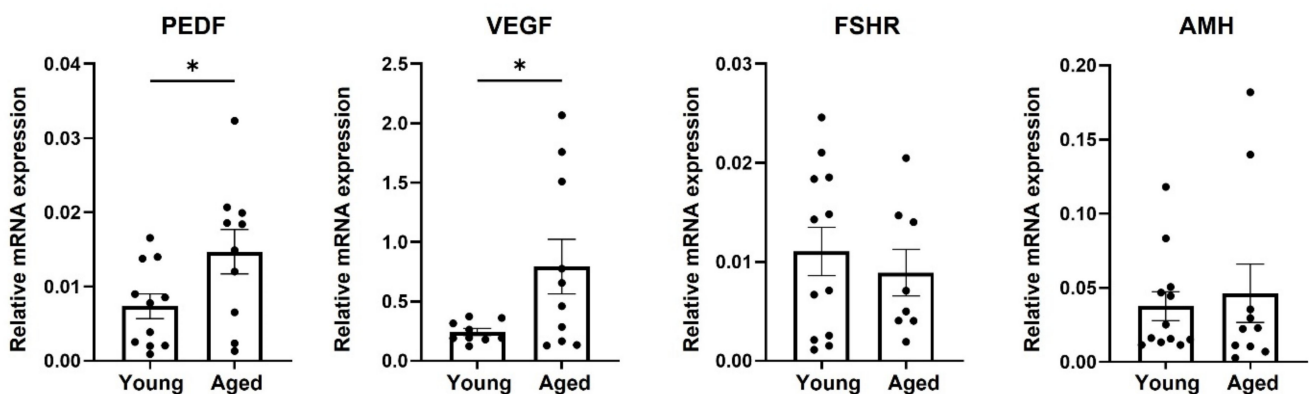 PEDF
Relative mRNA expression
0.04
0.03
0.02
0.01
0.00
*
Young Aged
VEGF
Relative mRNA expression
2.5
2.0
1.5
1.0
0.5
0.0
*
Young Aged
FSHR
Relative mRNA expression
0.03
0.02
0.01
0.00
Young Aged
AMH
Relative mRNA expression
0.20
0.15
0.10
0.05
0.00
Young Aged